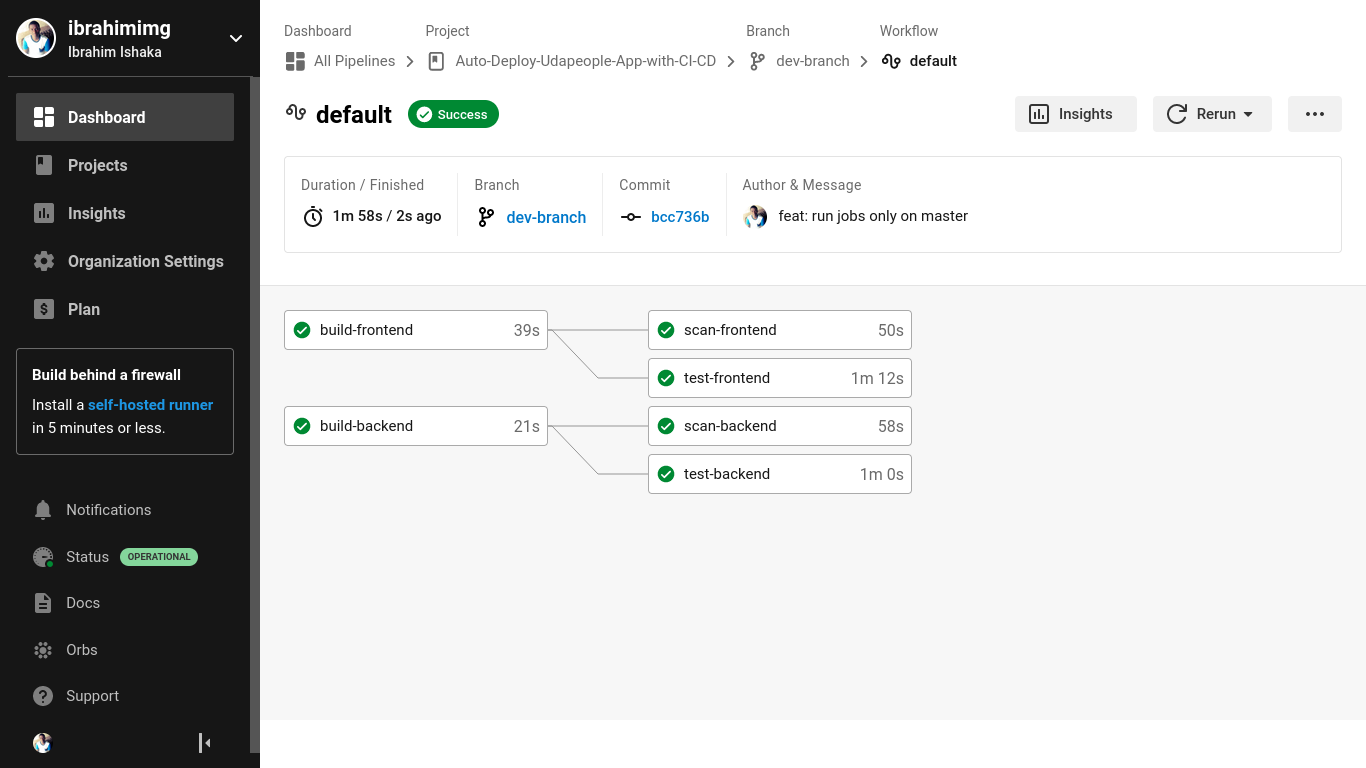 ibrahimimg
Ibrahim Ishaka
Dashboard
Projects
Insights
Organization Settings
Plan
Build behind a firewall
Install a self-hosted runner
in 5 minutes or less.
Notifications
Status OPERATIONAL
Docs
Orbs
Support
Dashboard Project Branch Workflow
All Pipelines Auto-Deploy-Udapeople-App-with-CI-CD dev-branch default
default Success Insights Rerun
Duration / Finished Branch Commit Author & Message
1m 58s / 2s ago dev-branch bcc736b feat: run jobs only on master
build-frontend 39s scan-frontend 50s
test-frontend 1m 12s
build-backend 21s scan-backend 58s
test-backend 1m 0s